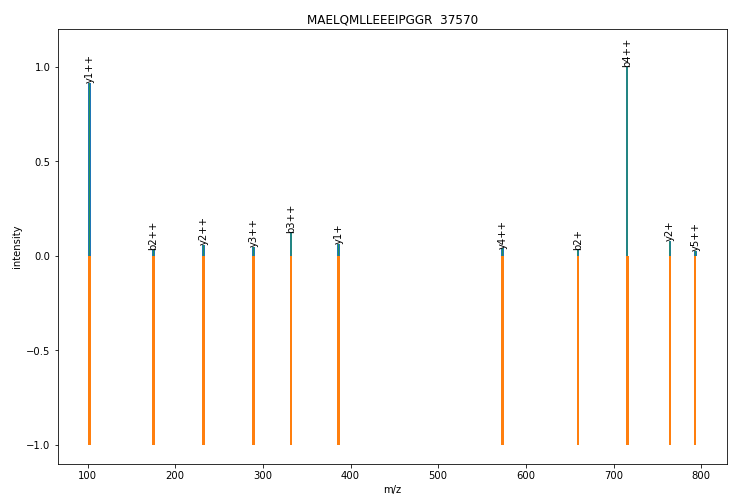 MAELQMLLEEEIPGGR 37570
intensity
1.0
0.5
0.0
−0.5
−1.0
y1++
b2++
y2++
y3++
b3++
y1+
y4++
b2+
b4++
y2+
y5++
100 200 300 400 500 600 700 800
m/z